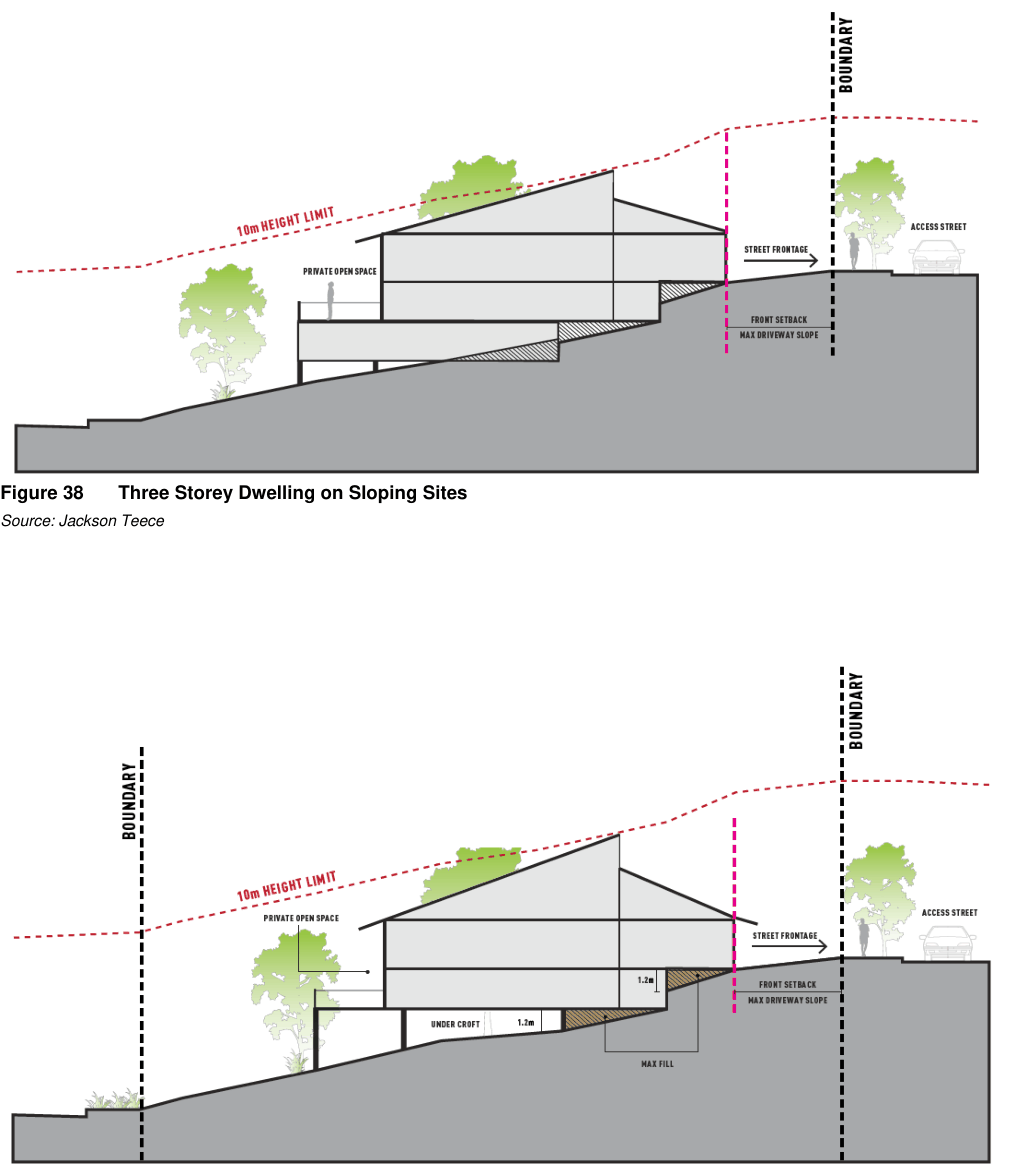 BOUNDARY
10m HEIGHT LIMIT
ACCESS STREET
STREET FRONTAGE
PRIVATE OPEN SPACE
FRONT SETBACK
MAX DRIVEWAY SLOPE
Figure 38 Three Storey Dwelling on Sloping Sites
Source: Jackson Teece
BOUNDARY
BOUNDARY
10m HEIGHT LIMIT
PRIVATE OPEN SPACE
ACCESS STREET
STREET FRONTAGE
1.2m
FRONT SETBACK
MAX DRIVEWAY SLOPE
UNDER CROFT
1.2m
MAX FILL